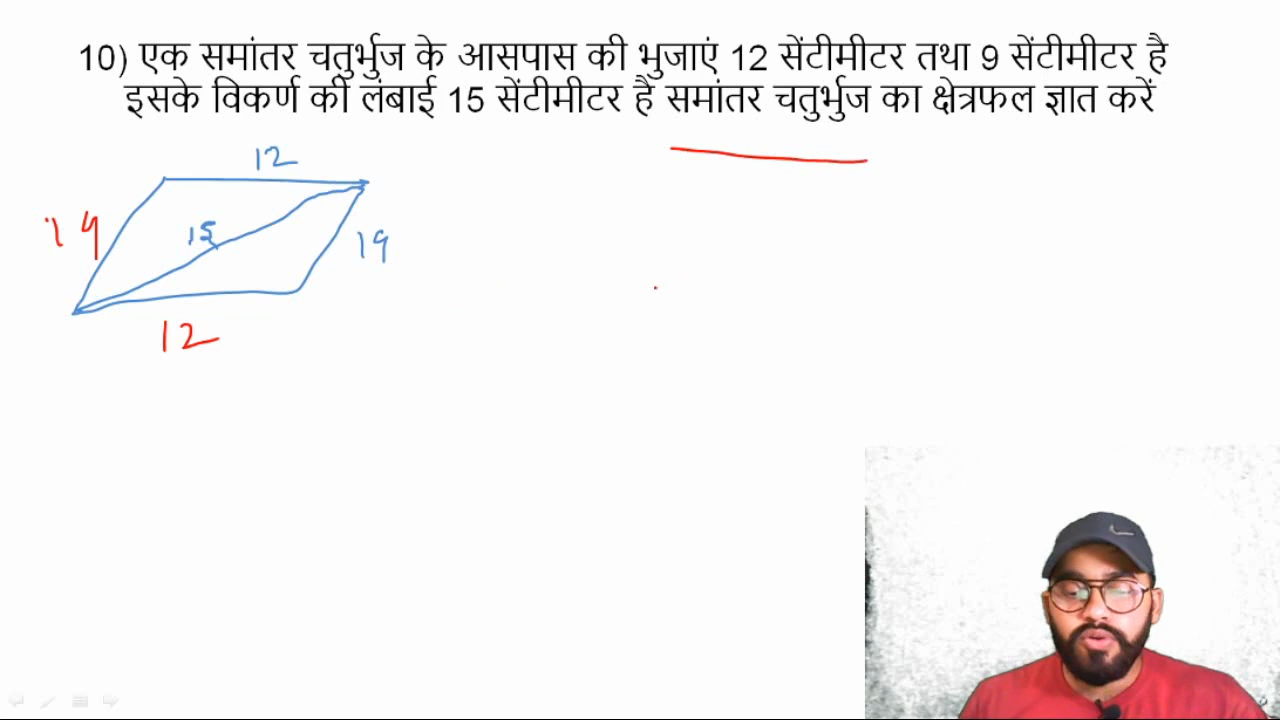 10) एक समांतर चतुर्भुज के आसपास की भुजाएं 12 सेंटीमीटर तथा 9 सेंटीमीटर है
इसके विकर्ण की लंबाई 15 सेंटीमीटर है समांतर चतुर्भुज का क्षेत्रफल ज्ञात करें
12
19
15
19
12